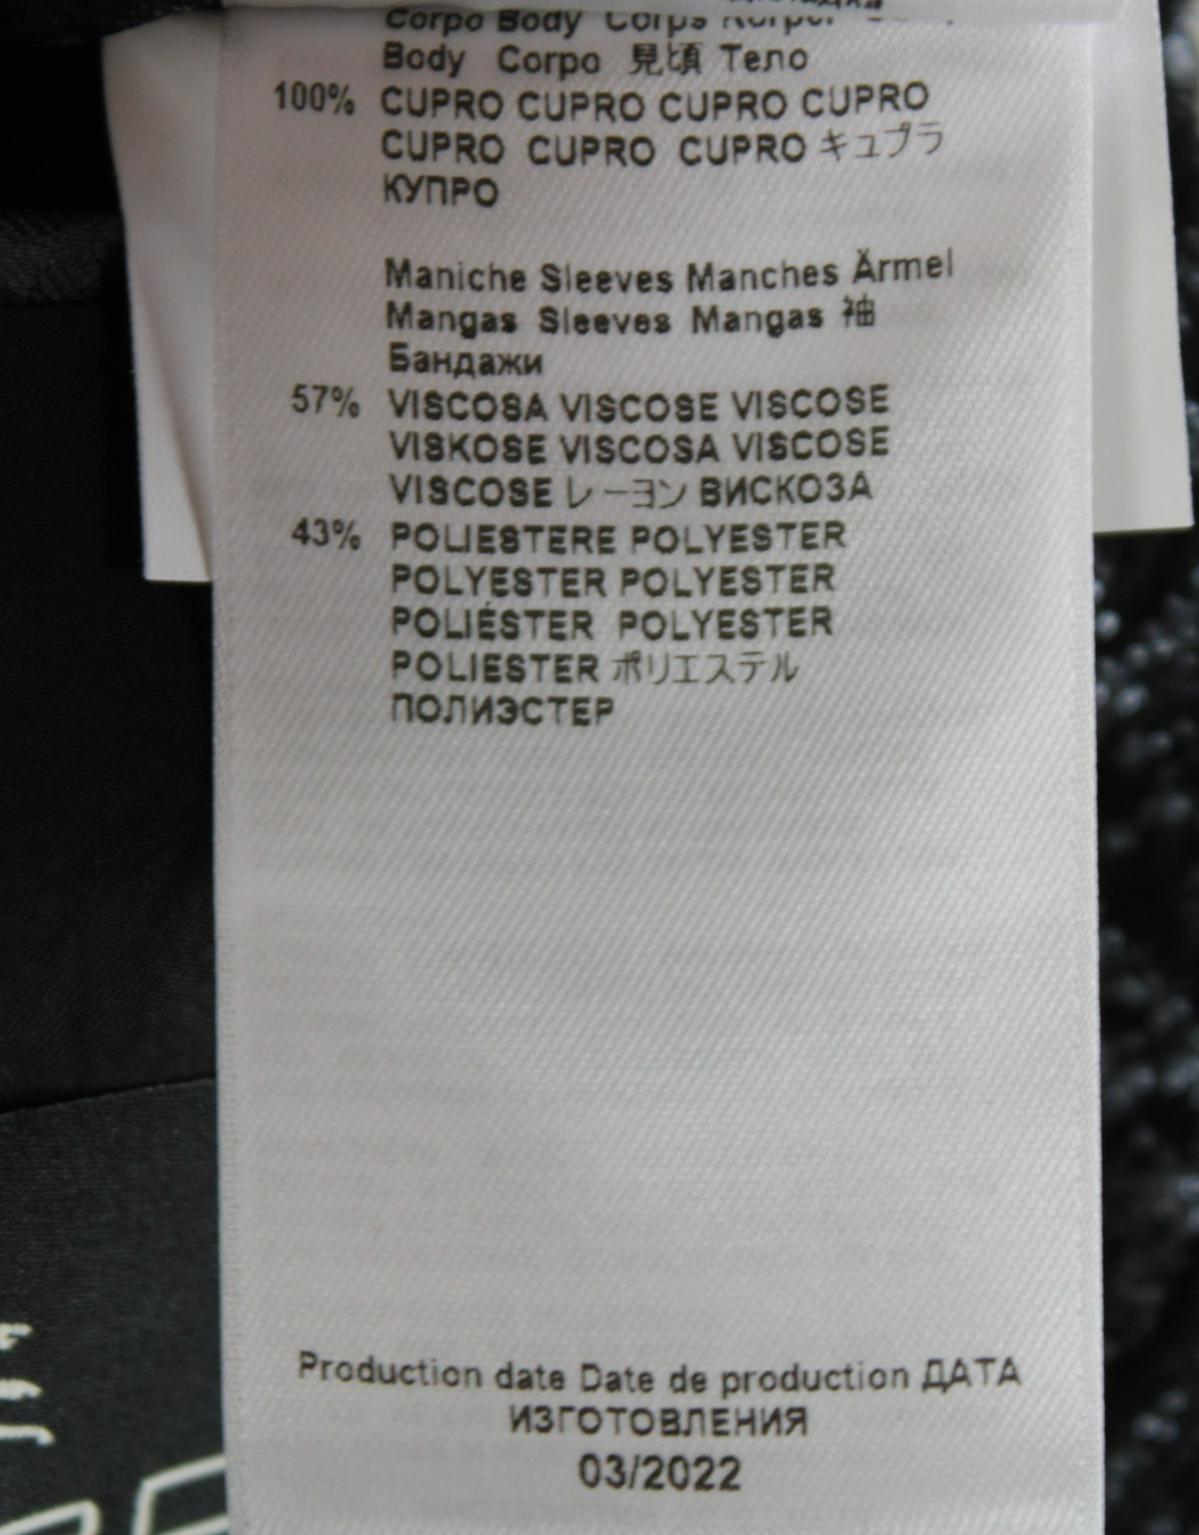 Corpo Body Corps Körper
Body Corpo 見頃 Тело
100% CUPRO CUPRO CUPRO CUPRO
CUPRO CUPRO CUPRO キュプラ
КУПРО
Maniche Sleeves Manches Ärmel
Mangas Sleeves Mangas 袖
Бандажи
57% VISCOSA VISCOSE VISCOSE
VISKOSE VISCOSA VISCOSE
VISCOSE レーヨン ВИСКОЗА
43% POLIESTERE POLYESTER
POLYESTER POLYESTER
POLIÉSTER POLYESTER
POLIESTER ポリエステル
ПОЛИЭСТЕР
Production date Date de production ДАТА
ИЗГОТОВЛЕНИЯ
03/2022